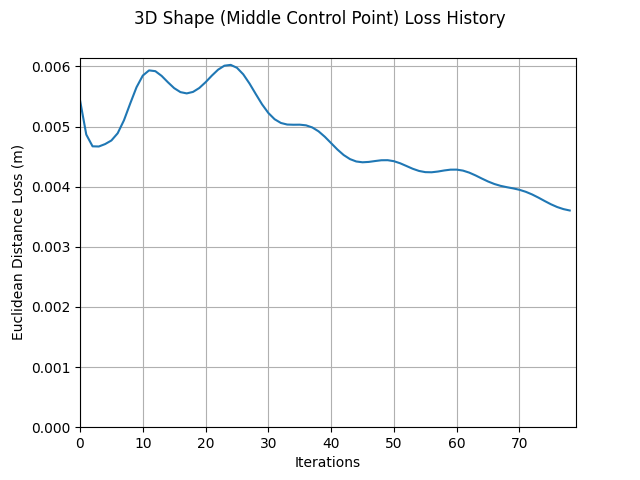 3D Shape (Middle Control Point) Loss History
0.006
0.005
0.004
0.003
0.002
0.001
0.000
Euclidean Distance Loss (m)
0 10 20 30 40 50 60 70
Iterations